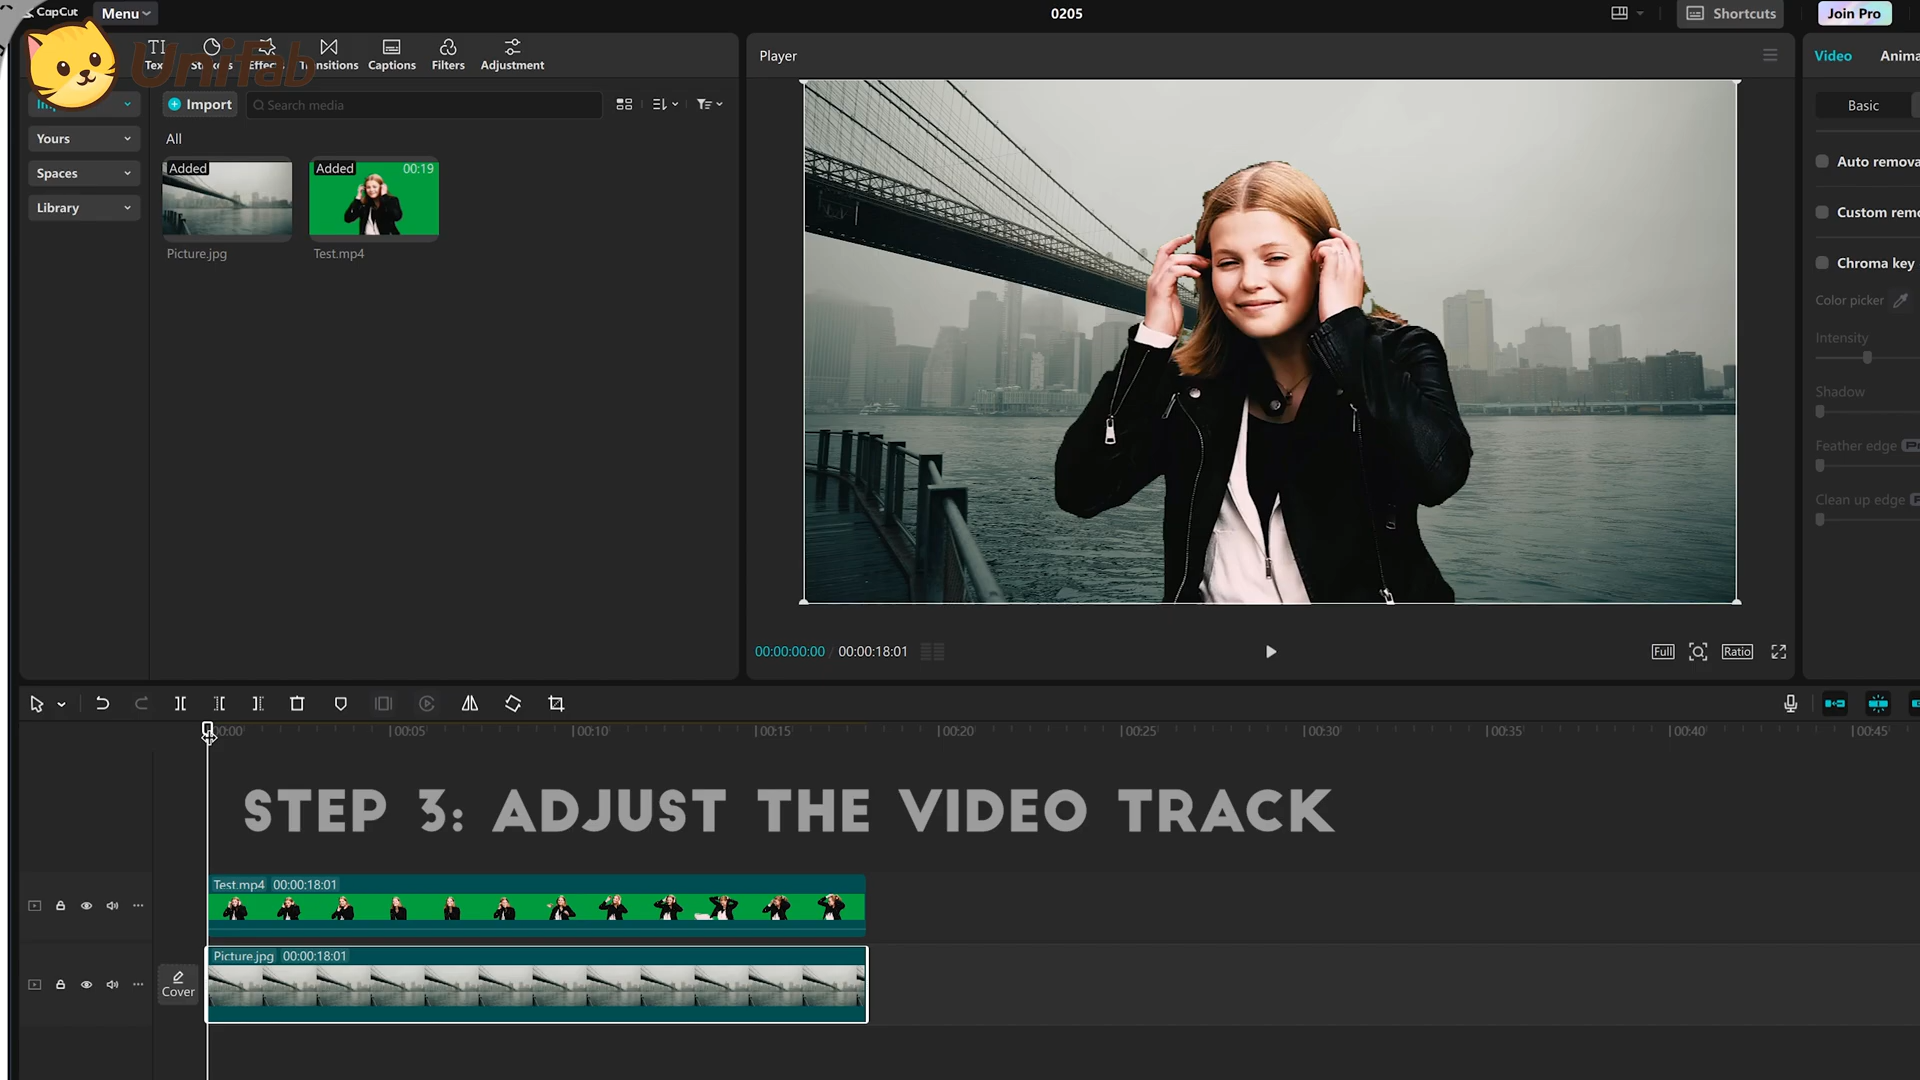 CapCut
Menu
0205
Shortcuts
Join Pro
UniFab
Text
Stickers
Effects
Transitions
Captions
Filters
Adjustment
Player
Video
Anima
Import
Search media
Basic
Yours
All
Added
Added 00:19
Auto remova
Spaces
Library
Custom remo
Picture.jpg
Test.mp4
Chroma key
Color picker
Intensity
Shadow
Feather edge
Clean up edge
00:00:00:00 / 00:00:18:01
Full
Ratio
00:00
00:05
00:10
00:15
00:20
00:25
00:30
00:35
00:40
00:45
STEP 3: ADJUST THE VIDEO TRACK
Test.mp4 00:00:18:01
Picture.jpg 00:00:18:01
Cover